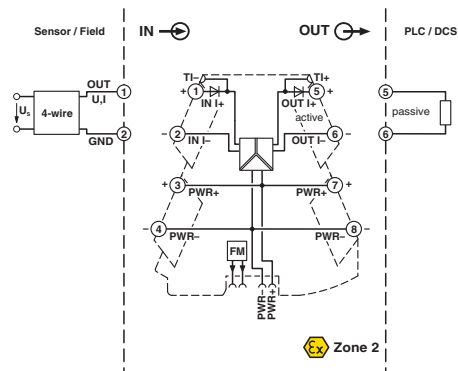 Sensor / Field
IN
OUT
PLC / DCS
TI–
TI+
OUT
1
+ 1
5 +
5
IN I+
OUT I+
U,I
Us
4-wire
active
passive
2
– 2
IN I–
OUT I–
6 –
6
GND
+ 3
PWR+
PWR+
7 +
– 4
PWR–
PWR–
8 –
FM
PWR–
PWR+
Ex Zone 2